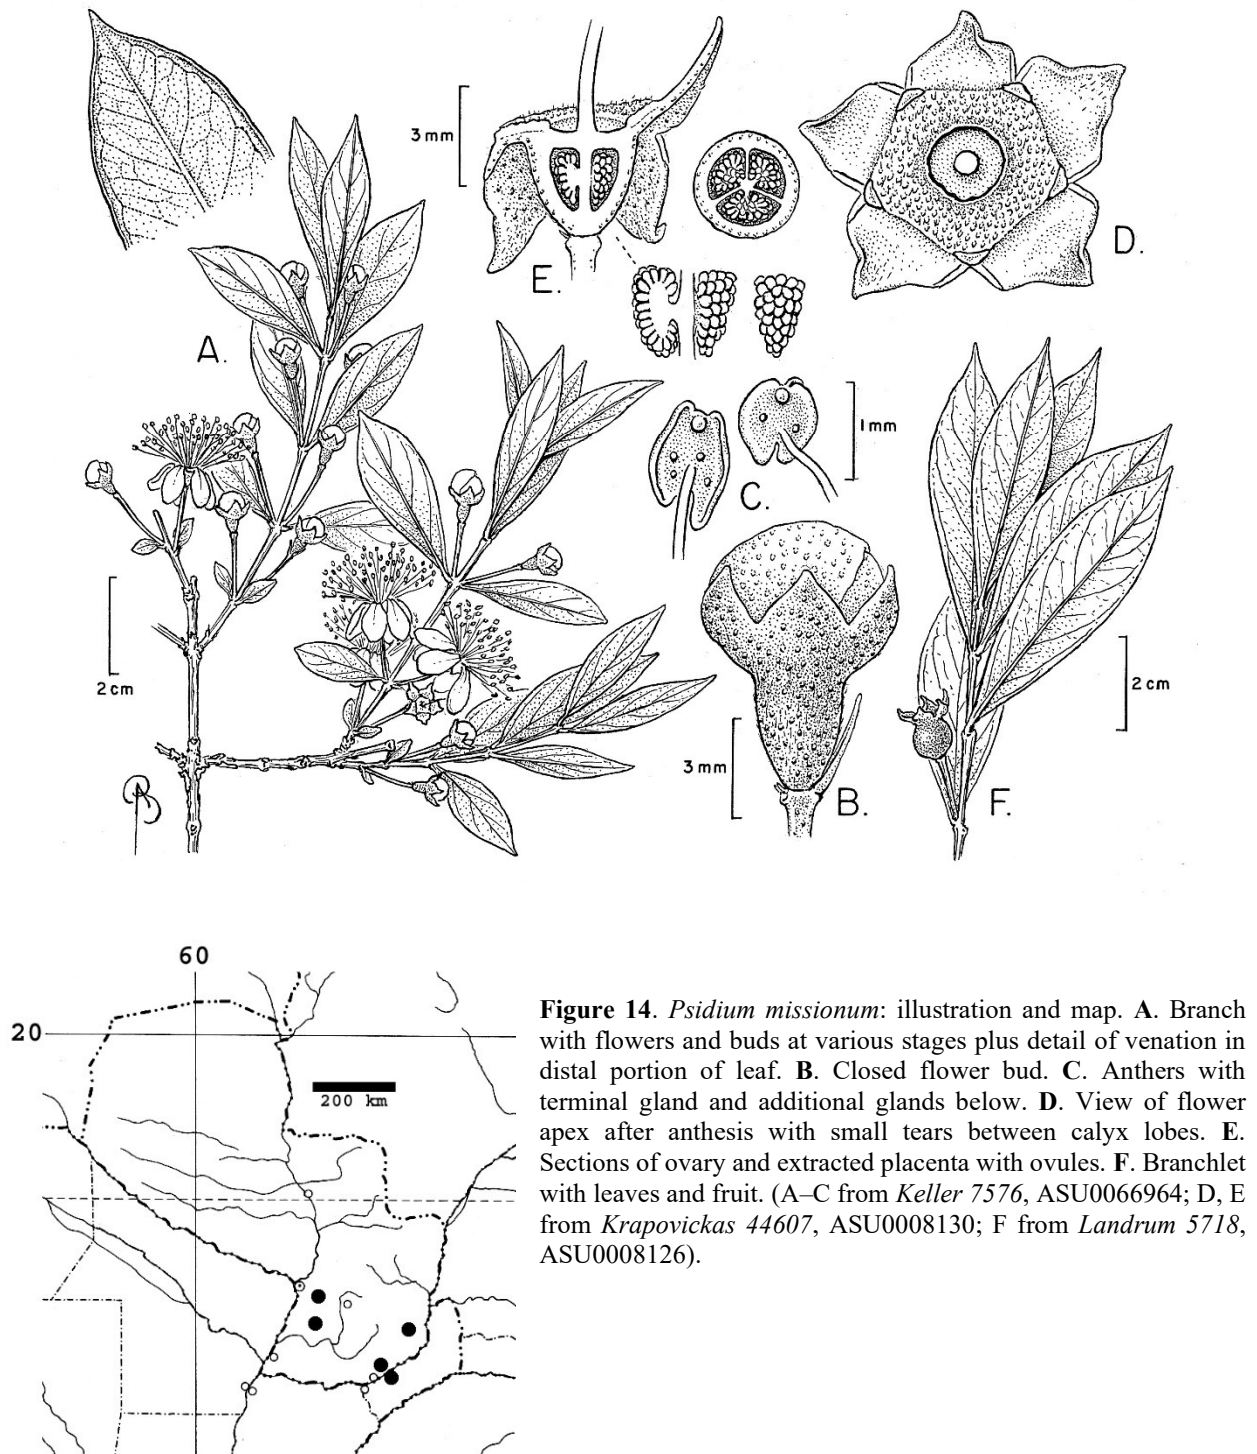 3 mm
E.
D.
A.
C.
1 mm
2 cm
2 cm
3 mm
B.
F.
60
20
200 km
Figure 14. Psidium missionum: illustration and map. A. Branch
with flowers and buds at various stages plus detail of venation in
distal portion of leaf. B. Closed flower bud. C. Anthers with
terminal gland and additional glands below. D. View of flower
apex after anthesis with small tears between calyx lobes. E.
Sections of ovary and extracted placenta with ovules. F. Branchlet
with leaves and fruit. (A–C from Keller 7576, ASU0066964; D, E
from Krapovickas 44607, ASU0008130; F from Landrum 5718,
ASU0008126).